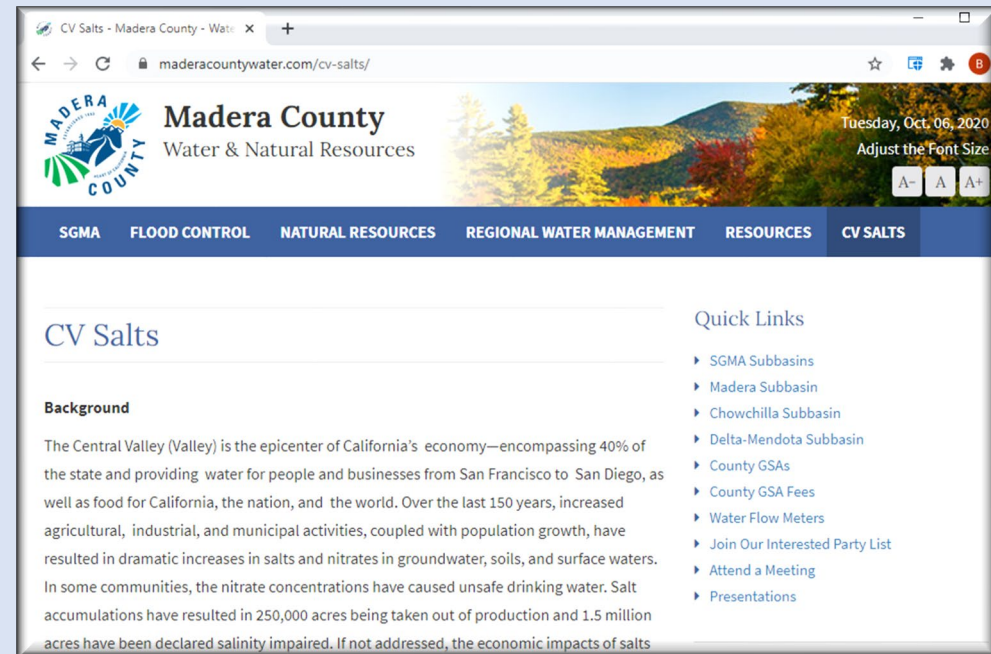 CV Salts - Madera County - Wate
maderacountywater.com/cv-salts/
B
MADERA
ESTABLISHED 1893
HEART OF CALIFORNIA
COUNTY
Madera County
Water & Natural Resources
Tuesday, Oct. 06, 2020
Adjust the Font Size
A- A A+
SGMA FLOOD CONTROL NATURAL RESOURCES REGIONAL WATER MANAGEMENT RESOURCES CV SALTS
CV Salts
Background
The Central Valley (Valley) is the epicenter of California's economy—encompassing 40% of
the state and providing water for people and businesses from San Francisco to San Diego, as
well as food for California, the nation, and the world. Over the last 150 years, increased
agricultural, industrial, and municipal activities, coupled with population growth, have
resulted in dramatic increases in salts and nitrates in groundwater, soils, and surface waters.
In some communities, the nitrate concentrations have caused unsafe drinking water. Salt
accumulations have resulted in 250,000 acres being taken out of production and 1.5 million
acres have been declared salinity impaired. If not addressed, the economic impacts of salts
Quick Links
SGMA Subbasins
Madera Subbasin
Chowchilla Subbasin
Delta-Mendota Subbasin
County GSAs
County GSA Fees
Water Flow Meters
Join Our Interested Party List
Attend a Meeting
Presentations